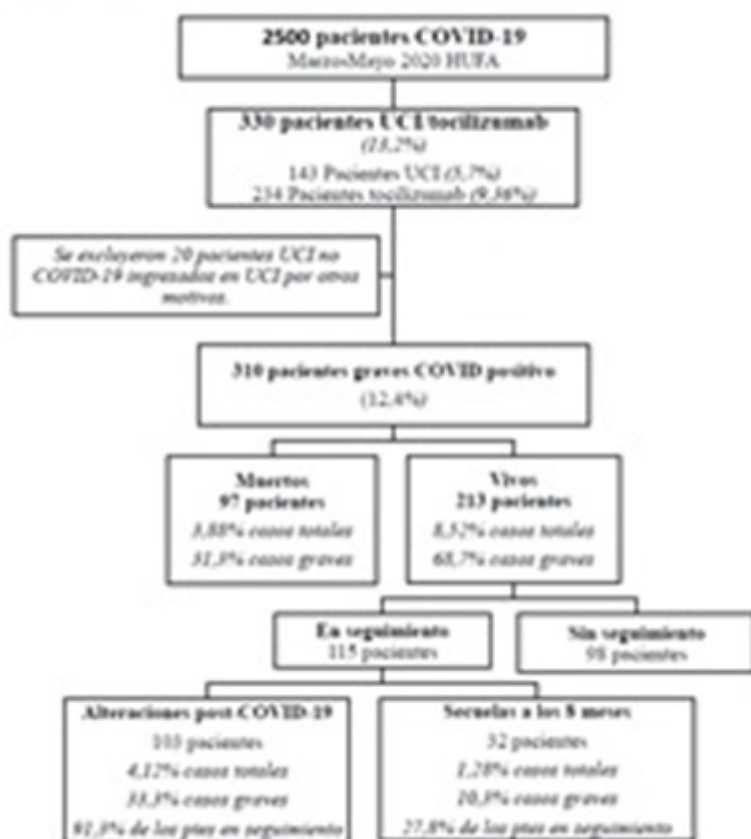 2500 pacientes COVID-19
Marzo-Mayo 2020 HUFA
330 pacientes UCI/tocilizumab
(13,2%)
143 Pacientes UCI (5,7%)
234 Pacientes tocilizumab (9,36%)
Se excluyeron 20 pacientes UCI no
COVID-19 ingresados en UCI por otros
motivos.
310 pacientes graves COVID positivo
(12,4%)
Muertos
97 pacientes
3,88% casos totales
31,3% casos graves
Vivos
213 pacientes
8,52% casos totales
68,7% casos graves
En seguimiento
115 pacientes
Sin seguimiento
98 pacientes
Alteraciones post-COVID-19
103 pacientes
4,12% casos totales
33,3% casos graves
91,3% de los ptes en seguimiento
Secuelas a los 8 meses
32 pacientes
1,28% casos totales
10,3% casos graves
27,8% de los ptes en seguimiento